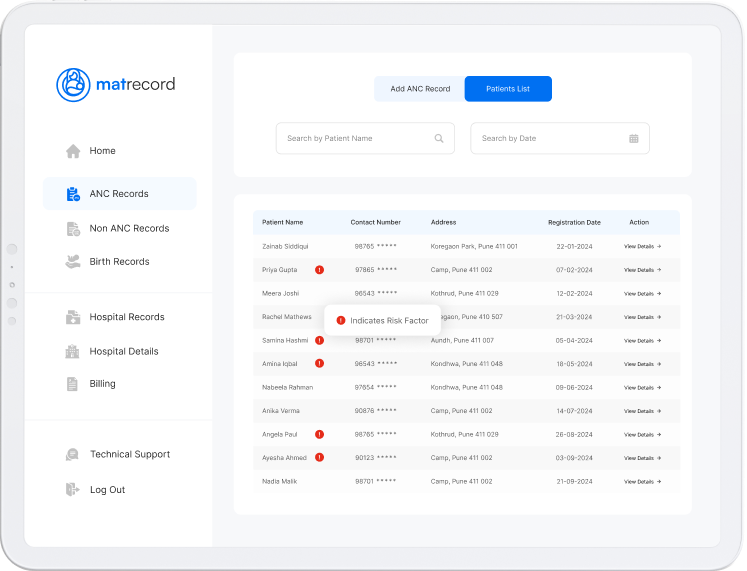 matrecord
Home
ANC Records
Non ANC Records
Birth Records
Hospital Records
Hospital Details
Billing
Technical Support
Log Out
Add ANC Record Patients List
Search by Patient Name Search by Date
Patient Name Contact Number Address Registration Date Action
Zainab Siddiqui 98765 ***** Koregaon Park, Pune 411 001 22-01-2024 View Details →
Priya Gupta ! 97865 ***** Camp, Pune 411 002 07-02-2024 View Details →
Meera Joshi 96543 ***** Kothrud, Pune 411 029 12-02-2024 View Details →
Rachel Mathews Pune 410 507 21-03-2024 View Details →
! Indicates Risk Factor
Samina Hashmi ! 98701 ***** Aundh, Pune 411 007 05-04-2024 View Details →
Amina Iqbal ! 96543 ***** Kondhwa, Pune 411 048 18-05-2024 View Details →
Nabeela Rahman 97654 ***** Kondhwa, Pune 411 048 09-06-2024 View Details →
Anika Verma 90876 ***** Camp, Pune 411 002 14-07-2024 View Details →
Angela Paul ! 98765 ***** Kothrud, Pune 411 029 26-08-2024 View Details →
Ayesha Ahmed ! 90123 ***** Camp, Pune 411 002 03-09-2024 View Details →
Nadia Malik 98701 ***** Camp, Pune 411 002 21-09-2024 View Details →